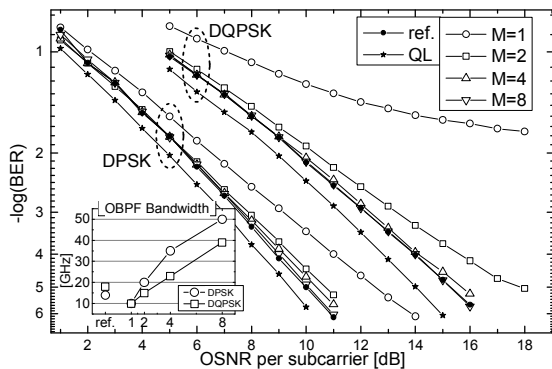 DQPSK
ref.
QL
M=1
M=2
M=4
M=8
DPSK
-log(BER)
1
2
3
4
5
6
OBPF Bandwidth
[GHz]
50
40
30
20
10
DPSK
DQPSK
ref. 1 2 4 8
2 4 6 8 10 12 14 16 18
OSNR per subcarrier [dB]